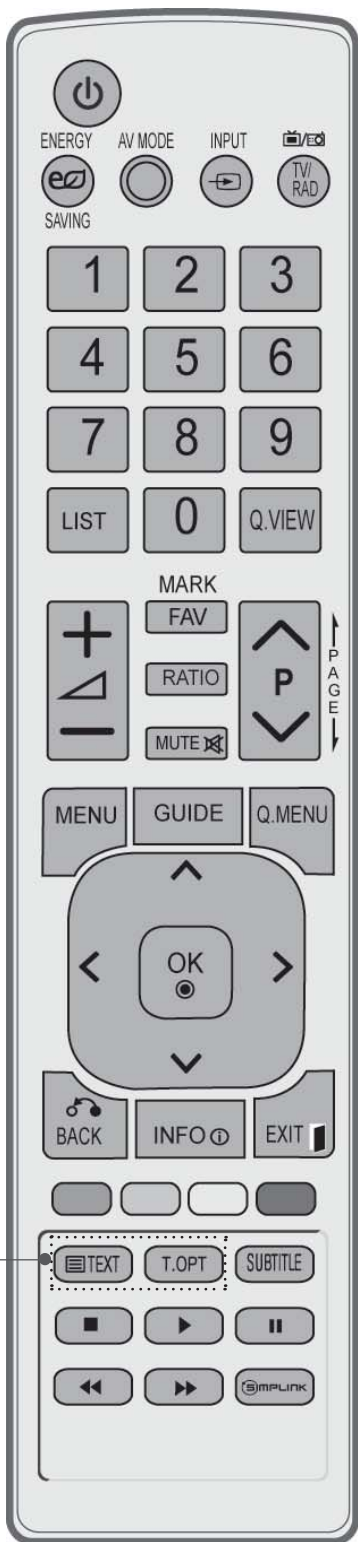 ENERGY AV MODE INPUT
TV/
RAD
SAVING
1 2 3
4 5 6
7 8 9
LIST 0 Q.VIEW
MARK
FAV
RATIO
P
MUTE
PAGE
MENU GUIDE Q.MENU
OK
BACK INFO EXIT
TEXT T.OPT SUBTITLE
SIMPLINK